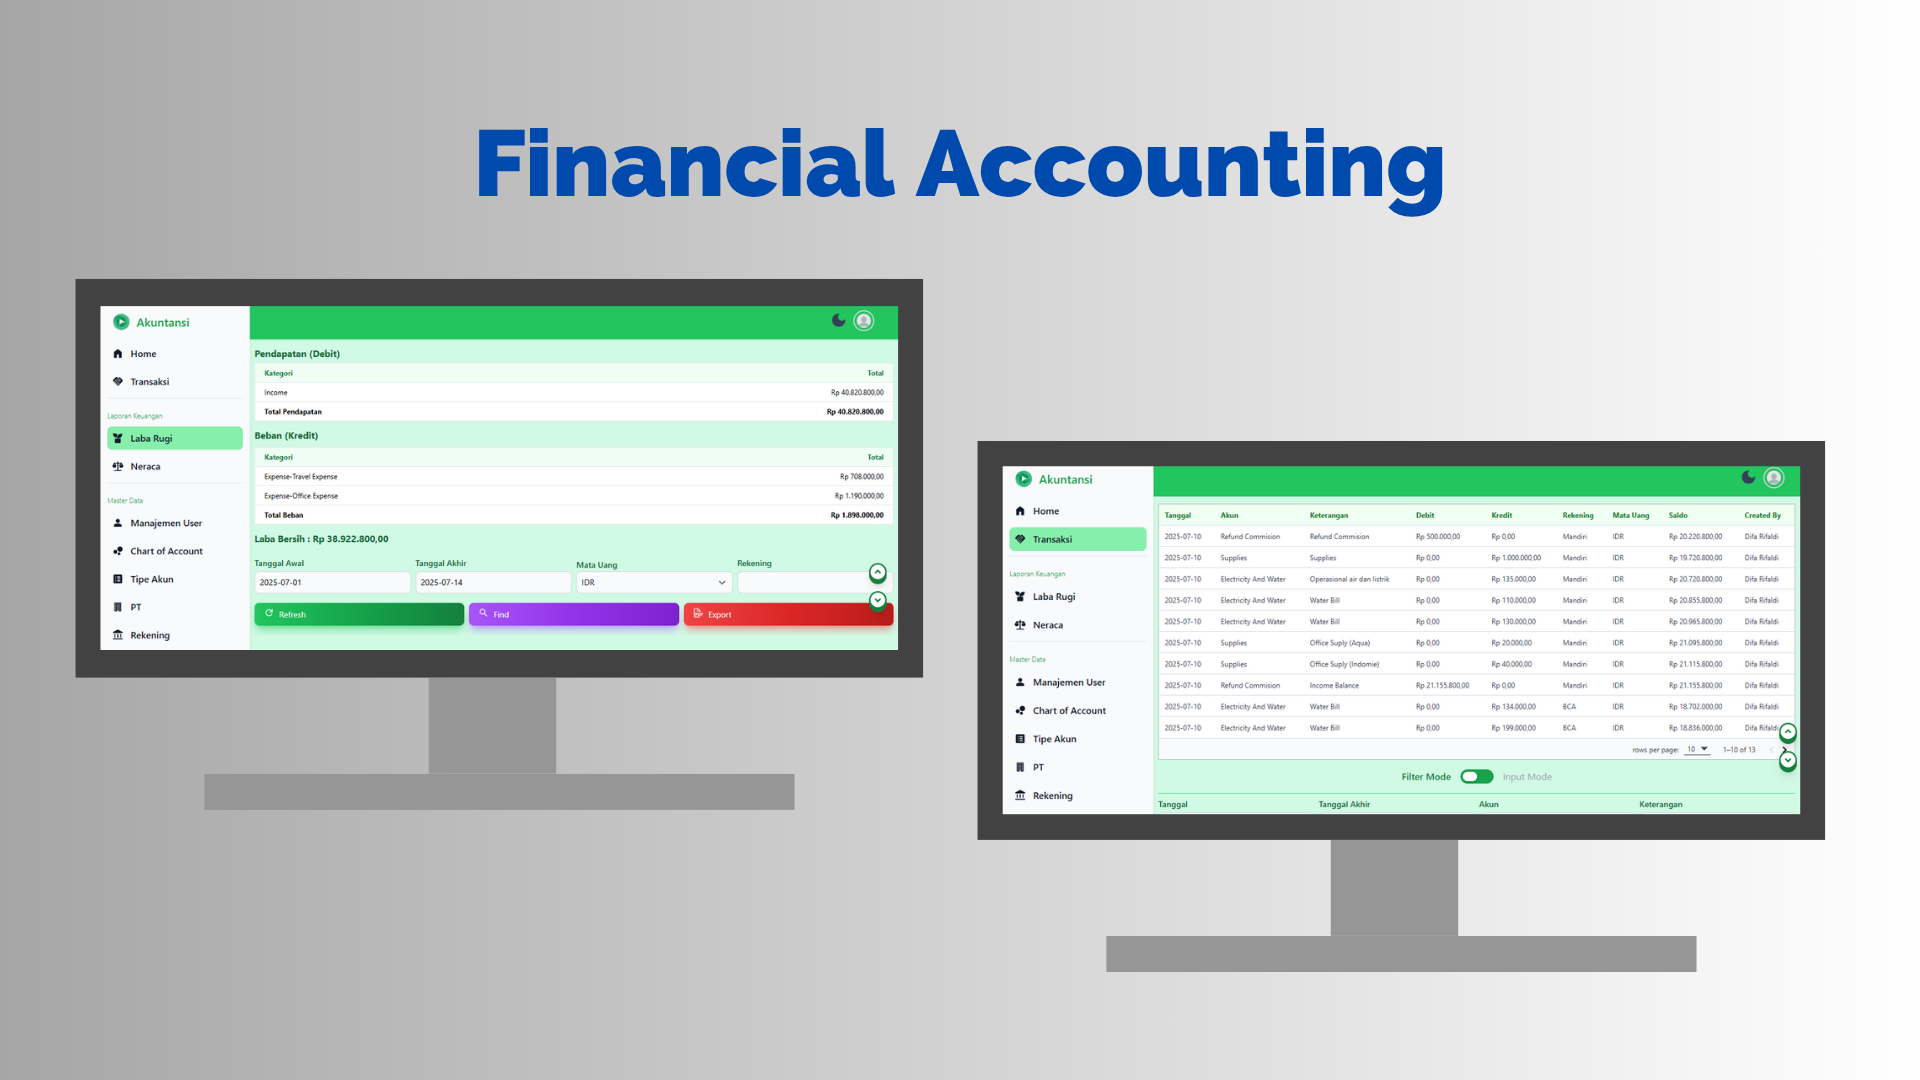 Financial Accounting
Akuntansi
Home
Transaksi
Laporan Keuangan
Laba Rugi
Neraca
Master Data
Manajemen User
Chart of Account
Tipe Akun
PT
Rekening
Pendapatan (Debit)
Kategori Total
Income Rp 40.820.800,00
Total Pendapatan Rp 40.820.800,00
Beban (Kredit)
Kategori Total
Expense-Travel Expense Rp 708.000,00
Expense-Office Expense Rp 1.190.000,00
Total Beban Rp 1.898.000,00
Laba Bersih : Rp 38.922.800,00
Tanggal Awal Tanggal Akhir Mata Uang Rekening
2025-07-01 2025-07-14 IDR
Refresh Find Export
Akuntansi
Home
Transaksi
Laporan Keuangan
Laba Rugi
Neraca
Master Data
Manajemen User
Chart of Account
Tipe Akun
PT
Rekening
Tanggal Akun Keterangan Debit Kredit Rekening Mata Uang Saldo Created By
2025-07-10 Refund Commision Refund Commision Rp 500.000,00 Rp 0,00 Mandiri IDR Rp 20.220.800,00 Difa Rifaldi
2025-07-10 Supplies Supplies Rp 0,00 Rp 1.000.000,00 Mandiri IDR Rp 19.720.800,00 Difa Rifaldi
2025-07-10 Electricity And Water Operasional air dan listrik Rp 0,00 Rp 135.000,00 Mandiri IDR Rp 20.720.800,00 Difa Rifaldi
2025-07-10 Electricity And Water Water Bill Rp 0,00 Rp 110.000,00 Mandiri IDR Rp 20.855.800,00 Difa Rifaldi
2025-07-10 Electricity And Water Water Bill Rp 0,00 Rp 130.000,00 Mandiri IDR Rp 20.965.800,00 Difa Rifaldi
2025-07-10 Supplies Office Suply (Aqua) Rp 0,00 Rp 20.000,00 Mandiri IDR Rp 21.095.800,00 Difa Rifaldi
2025-07-10 Supplies Office Suply (Indomie) Rp 0,00 Rp 40.000,00 Mandiri IDR Rp 21.115.800,00 Difa Rifaldi
2025-07-10 Refund Commision Income Balance Rp 21.155.800,00 Rp 0,00 Mandiri IDR Rp 21.155.800,00 Difa Rifaldi
2025-07-10 Electricity And Water Water Bill Rp 0,00 Rp 134.000,00 BCA IDR Rp 18.702.000,00 Difa Rifaldi
2025-07-10 Electricity And Water Water Bill Rp 0,00 Rp 199.000,00 BCA IDR Rp 18.836.000,00 Difa Rifaldi
rows per page: 10 1–10 of 13
Filter Mode Input Mode
Tanggal Tanggal Akhir Akun Keterangan